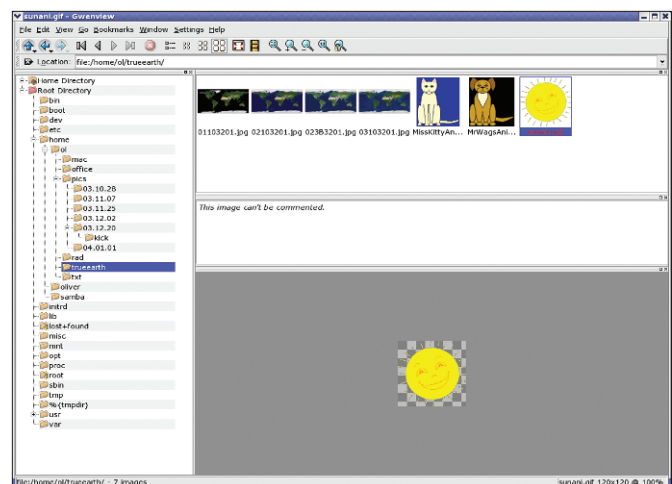 sunani.gif - Gwenview
File Edit View Go Bookmarks Window Settings Help
Location: file:/home/ol/trueearth/
Home Directory
Root Directory
bin
boot
dev
etc
home
ol
mac
office
pics
03.10.28
03.11.07
03.11.25
03.12.02
03.12.20
kick
04.01.01
rad
trueearth
txt
oliver
samba
initrd
lib
lost+found
misc
mnt
opt
proc
root
sbin
tmp
%{tmpdir}
usr
var
01103201.jpg 02103201.jpg 023B3201.jpg 03103201.jpg MissKittyAn... MrWagsAni...
This image can't be commented.
file:/home/ol/trueearth/ - 7 images
sunani.gif 120x120 @ 100%